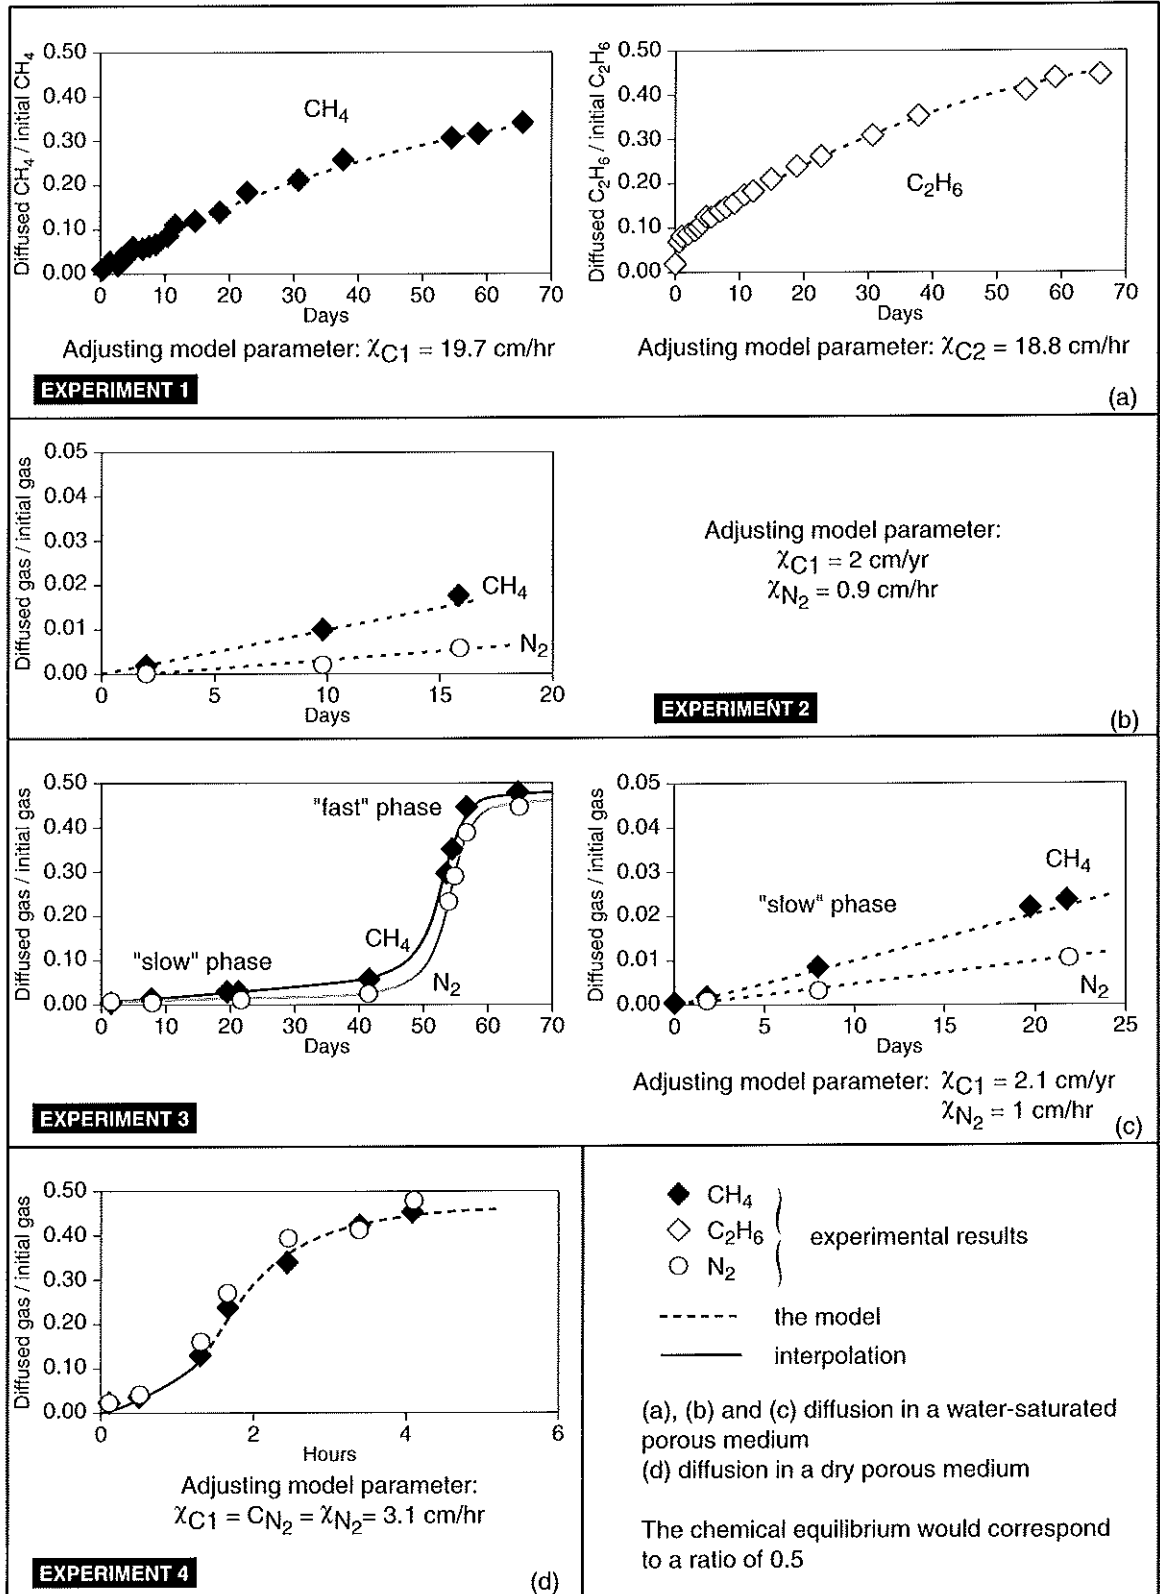 Diffused CH4 / initial CH4
0.50
0.40
0.30
0.20
0.10
0.00
CH4
0 10 20 30 40 50 60 70
Days
Adjusting model parameter: χC1 = 19.7 cm/hr
EXPERIMENT 1
Diffused C2H6 / initial C2H6
0.50
0.40
0.30
0.20
0.10
0.00
C2H6
0 10 20 30 40 50 60 70
Days
Adjusting model parameter: χC2 = 18.8 cm/hr
(a)
Diffused gas / initial gas
0.05
0.04
0.03
0.02
0.01
0.00
CH4
N2
0 5 10 15 20
Days
Adjusting model parameter:
χC1 = 2 cm/yr
χN2 = 0.9 cm/hr
EXPERIMENT 2
(b)
Diffused gas / initial gas
0.50
0.40
0.30
0.20
0.10
0.00
"fast" phase
CH4
"slow" phase
N2
0 10 20 30 40 50 60 70
Days
EXPERIMENT 3
Diffused gas / initial gas
0.05
0.04
0.03
0.02
0.01
0.00
CH4
"slow" phase
N2
0 5 10 15 20 25
Days
Adjusting model parameter: χC1 = 2.1 cm/yr
χN2 = 1 cm/hr
(c)
Diffused gas / initial gas
0.50
0.40
0.30
0.20
0.10
0.00
0 2 4 6
Hours
Adjusting model parameter:
χC1 = CN2 = χN2= 3.1 cm/hr
EXPERIMENT 4
(d)
CH4
C2H6
N2
experimental results
the model
interpolation
(a), (b) and (c) diffusion in a water-saturated
porous medium
(d) diffusion in a dry porous medium
The chemical equilibrium would correspond
to a ratio of 0.5